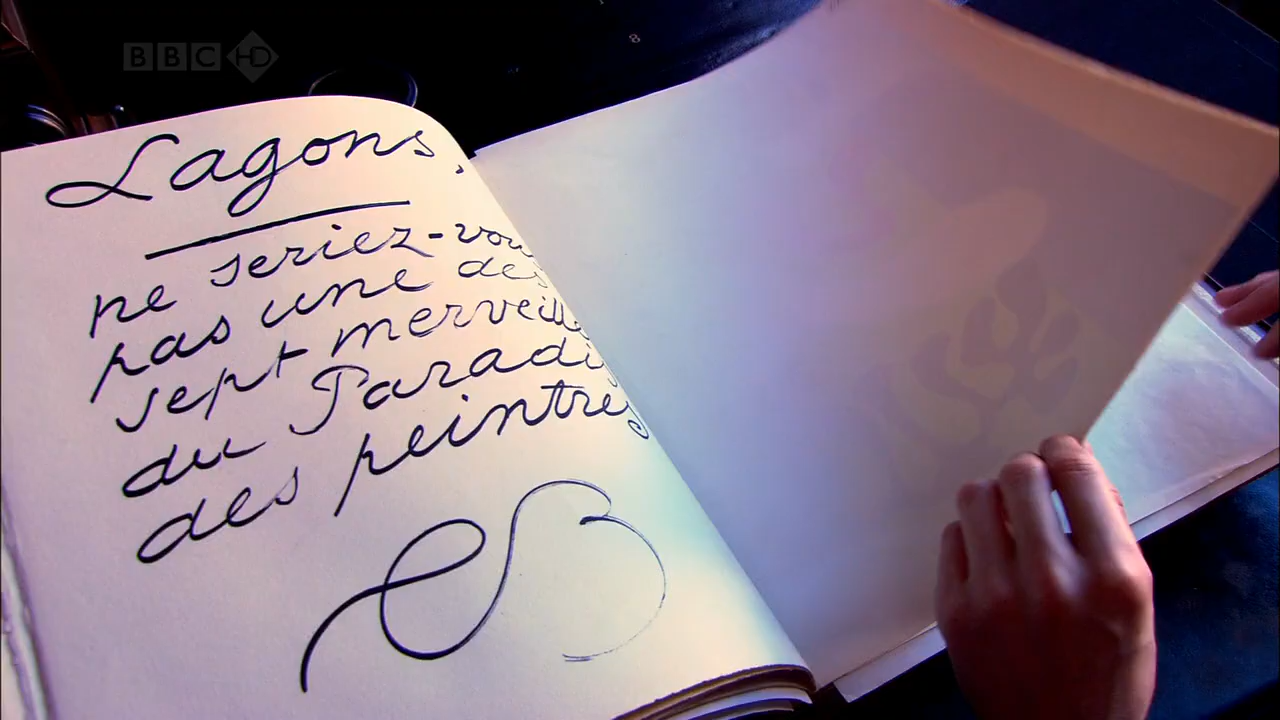 BBC HD
Lagons,
ne seriez-vou
pas une des
sept merveill
du Paradis
des peintres